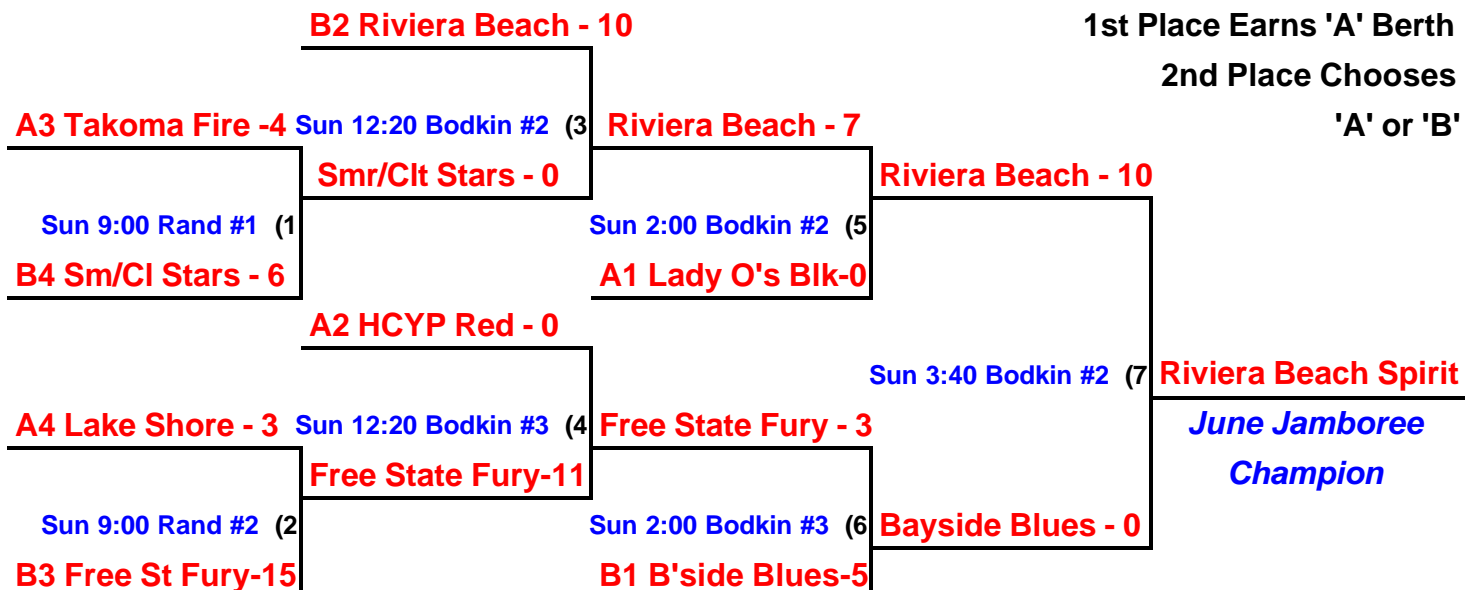 B2 Riviera Beach - 10
1st Place Earns 'A' Berth
2nd Place Chooses
'A' or 'B'
A3 Takoma Fire -4
Sun 12:20 Bodkin #2 (3
Riviera Beach - 7
Smr/Clt Stars - 0
Riviera Beach - 10
Sun 9:00 Rand #1 (1
Sun 2:00 Bodkin #2 (5
B4 Sm/Cl Stars - 6
A1 Lady O's Blk-0
A2 HCYP Red - 0
Sun 3:40 Bodkin #2 (7
Riviera Beach Spirit
A4 Lake Shore - 3
Sun 12:20 Bodkin #3 (4
Free State Fury - 3
June Jamboree
Free State Fury-11
Champion
Sun 9:00 Rand #2 (2
Sun 2:00 Bodkin #3 (6
Bayside Blues - 0
B3 Free St Fury-15
B1 B'side Blues-5